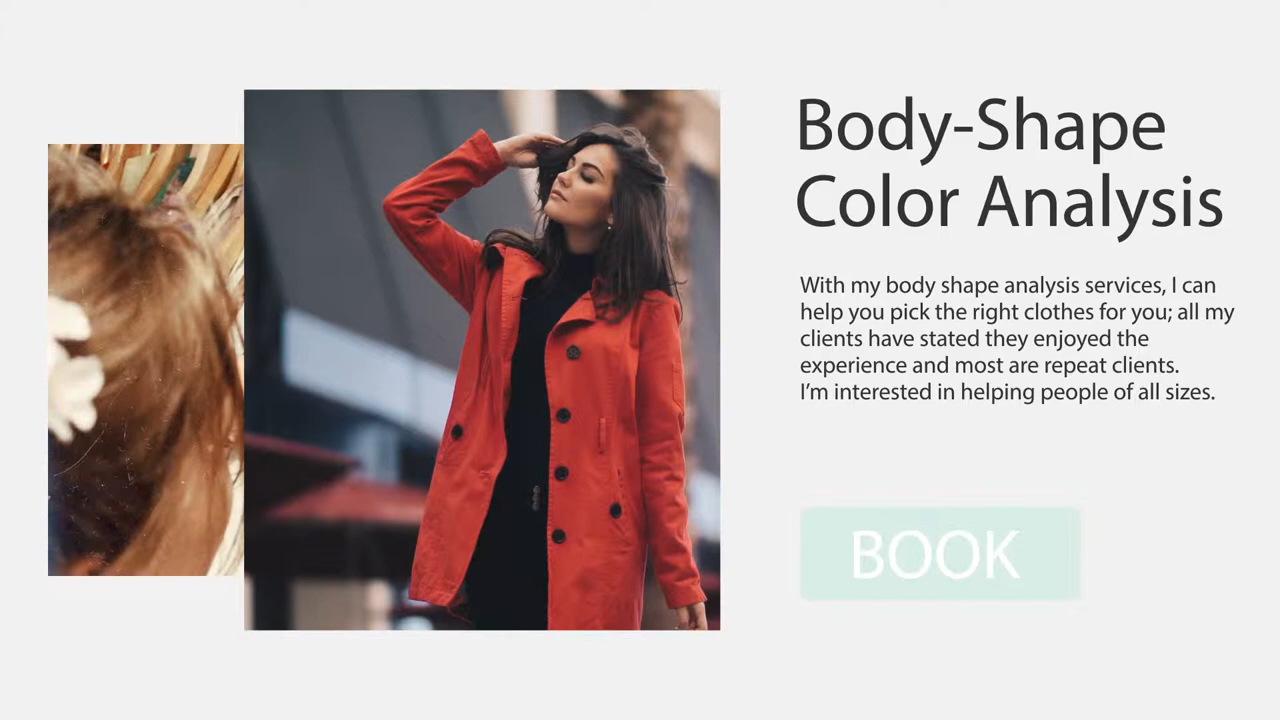 Body-Shape
Color Analysis
With my body shape analysis services, I can
help you pick the right clothes for you; all my
clients have stated they enjoyed the
experience and most are repeat clients.
I’m interested in helping people of all sizes.
BOOK